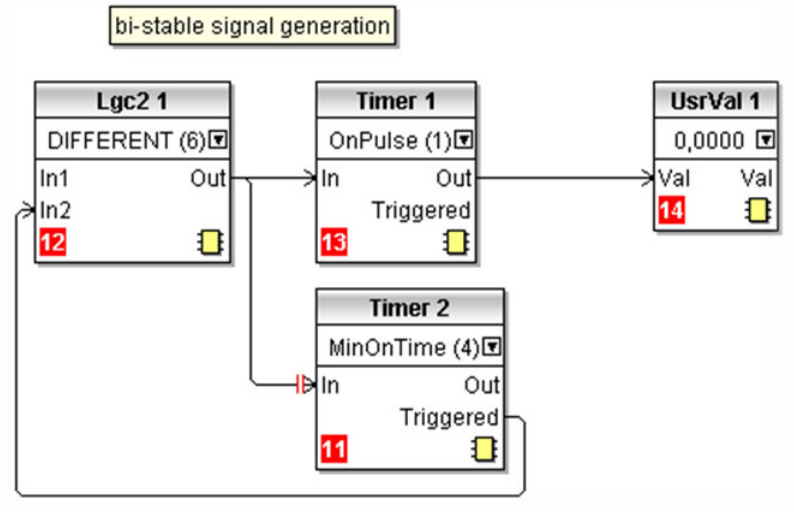 bi-stable signal generation
Lgc2 1
DIFFERENT (6)
In1 Out
In2
12
Timer 1
OnPulse (1)
In Out
Triggered
13
UsrVal 1
0,0000
Val Val
14
Timer 2
MinOnTime (4)
In Out
Triggered
11